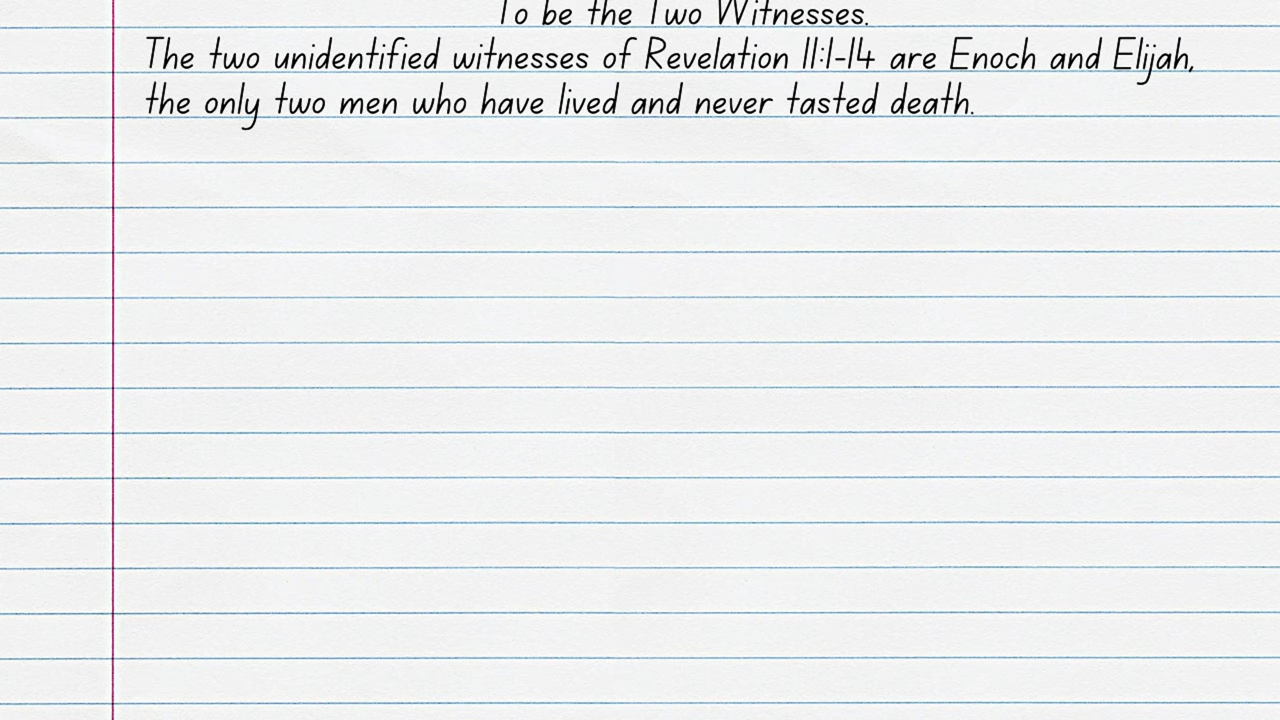 To be the Two Witnesses.
The two unidentified witnesses of Revelation 11:1-14 are Enoch and Elijah,
the only two men who have lived and never tasted death.